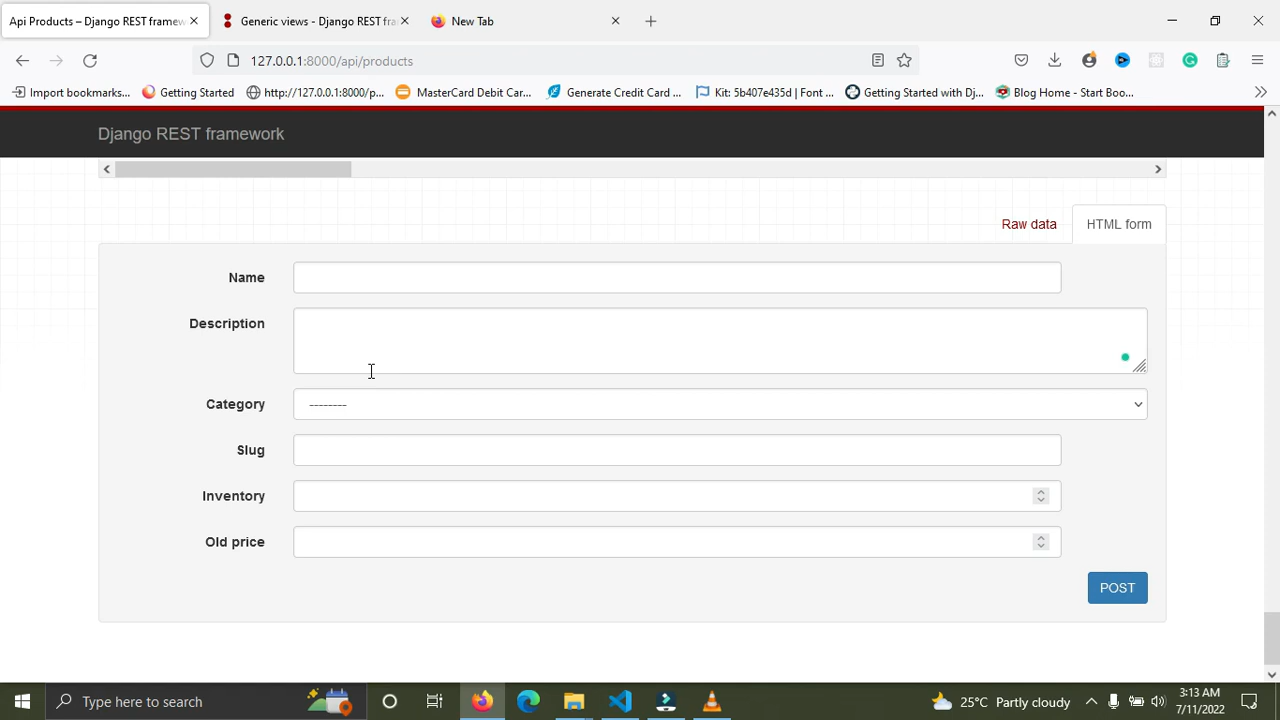 Api Products – Django REST framew
Generic views - Django REST fra
New Tab
127.0.0.1:8000/api/products
Import bookmarks...
Getting Started
http://127.0.0.1:8000/p...
MasterCard Debit Car...
Generate Credit Card ...
Kit: 5b407e435d | Font ...
Getting Started with Dj...
Blog Home - Start Boo...
Django REST framework
Raw data
HTML form
Name
Description
Category
--------
Slug
Inventory
Old price
POST
Type here to search
25°C Partly cloudy
3:13 AM
7/11/2022